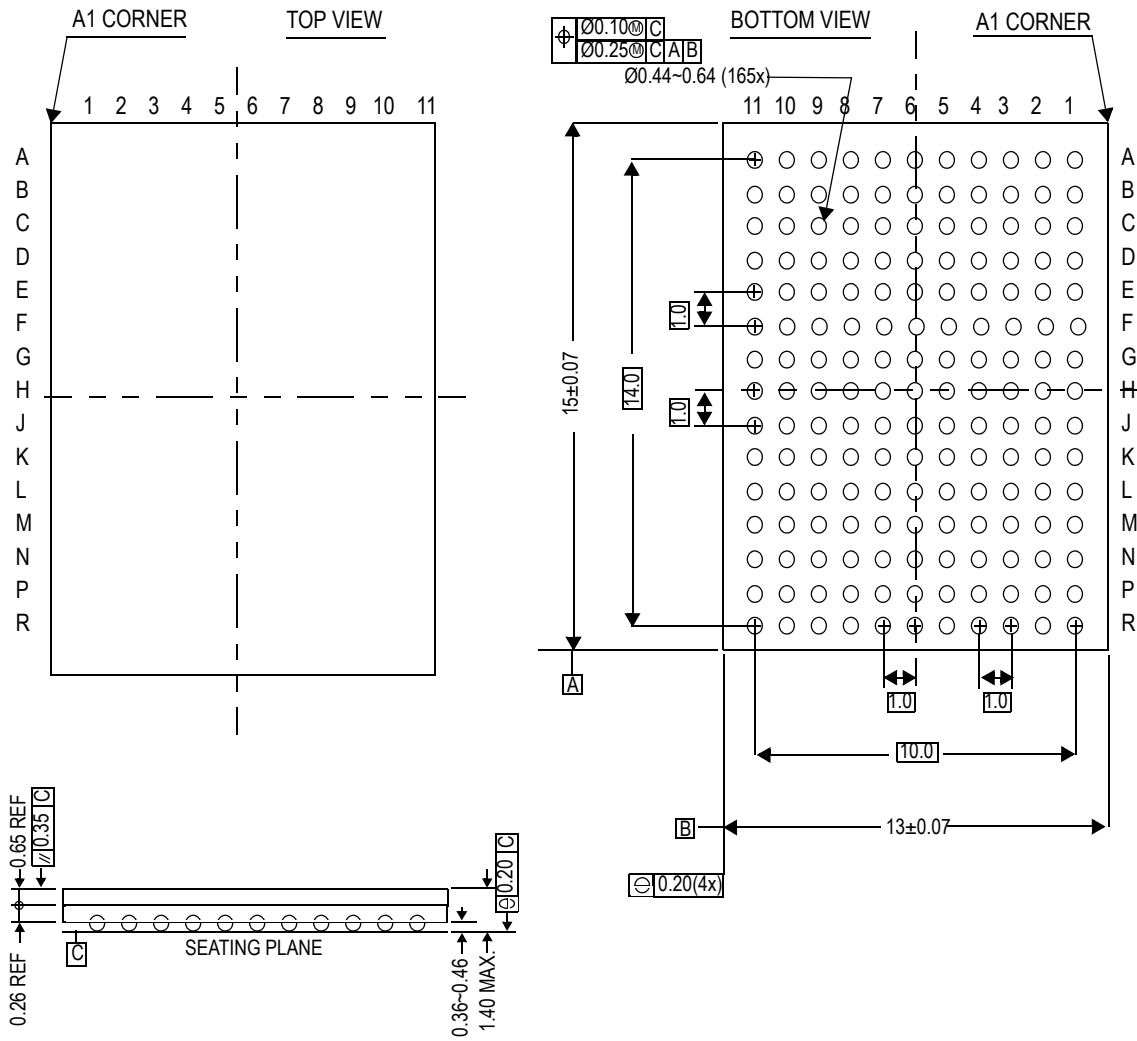 A1 CORNER
TOP VIEW
BOTTOM VIEW
A1 CORNER
Ø0.10Ⓜ C
Ø0.25Ⓜ C A B
Ø0.44~0.64 (165x)
1 2 3 4 5 6 7 8 9 10 11
11 10 9 8 7 6 5 4 3 2 1
A
B
C
D
E
F
G
H
J
K
L
M
N
P
R
A
B
C
D
E
F
G
H
J
K
L
M
N
P
R
15±0.07
14.0
1.0
1.0
A
1.0
1.0
10.0
B
13±0.07
0.20(4x)
0.65 REF
// 0.35 C
0.26 REF
C
SEATING PLANE
0.20 C
0.36~0.46
1.40 MAX.